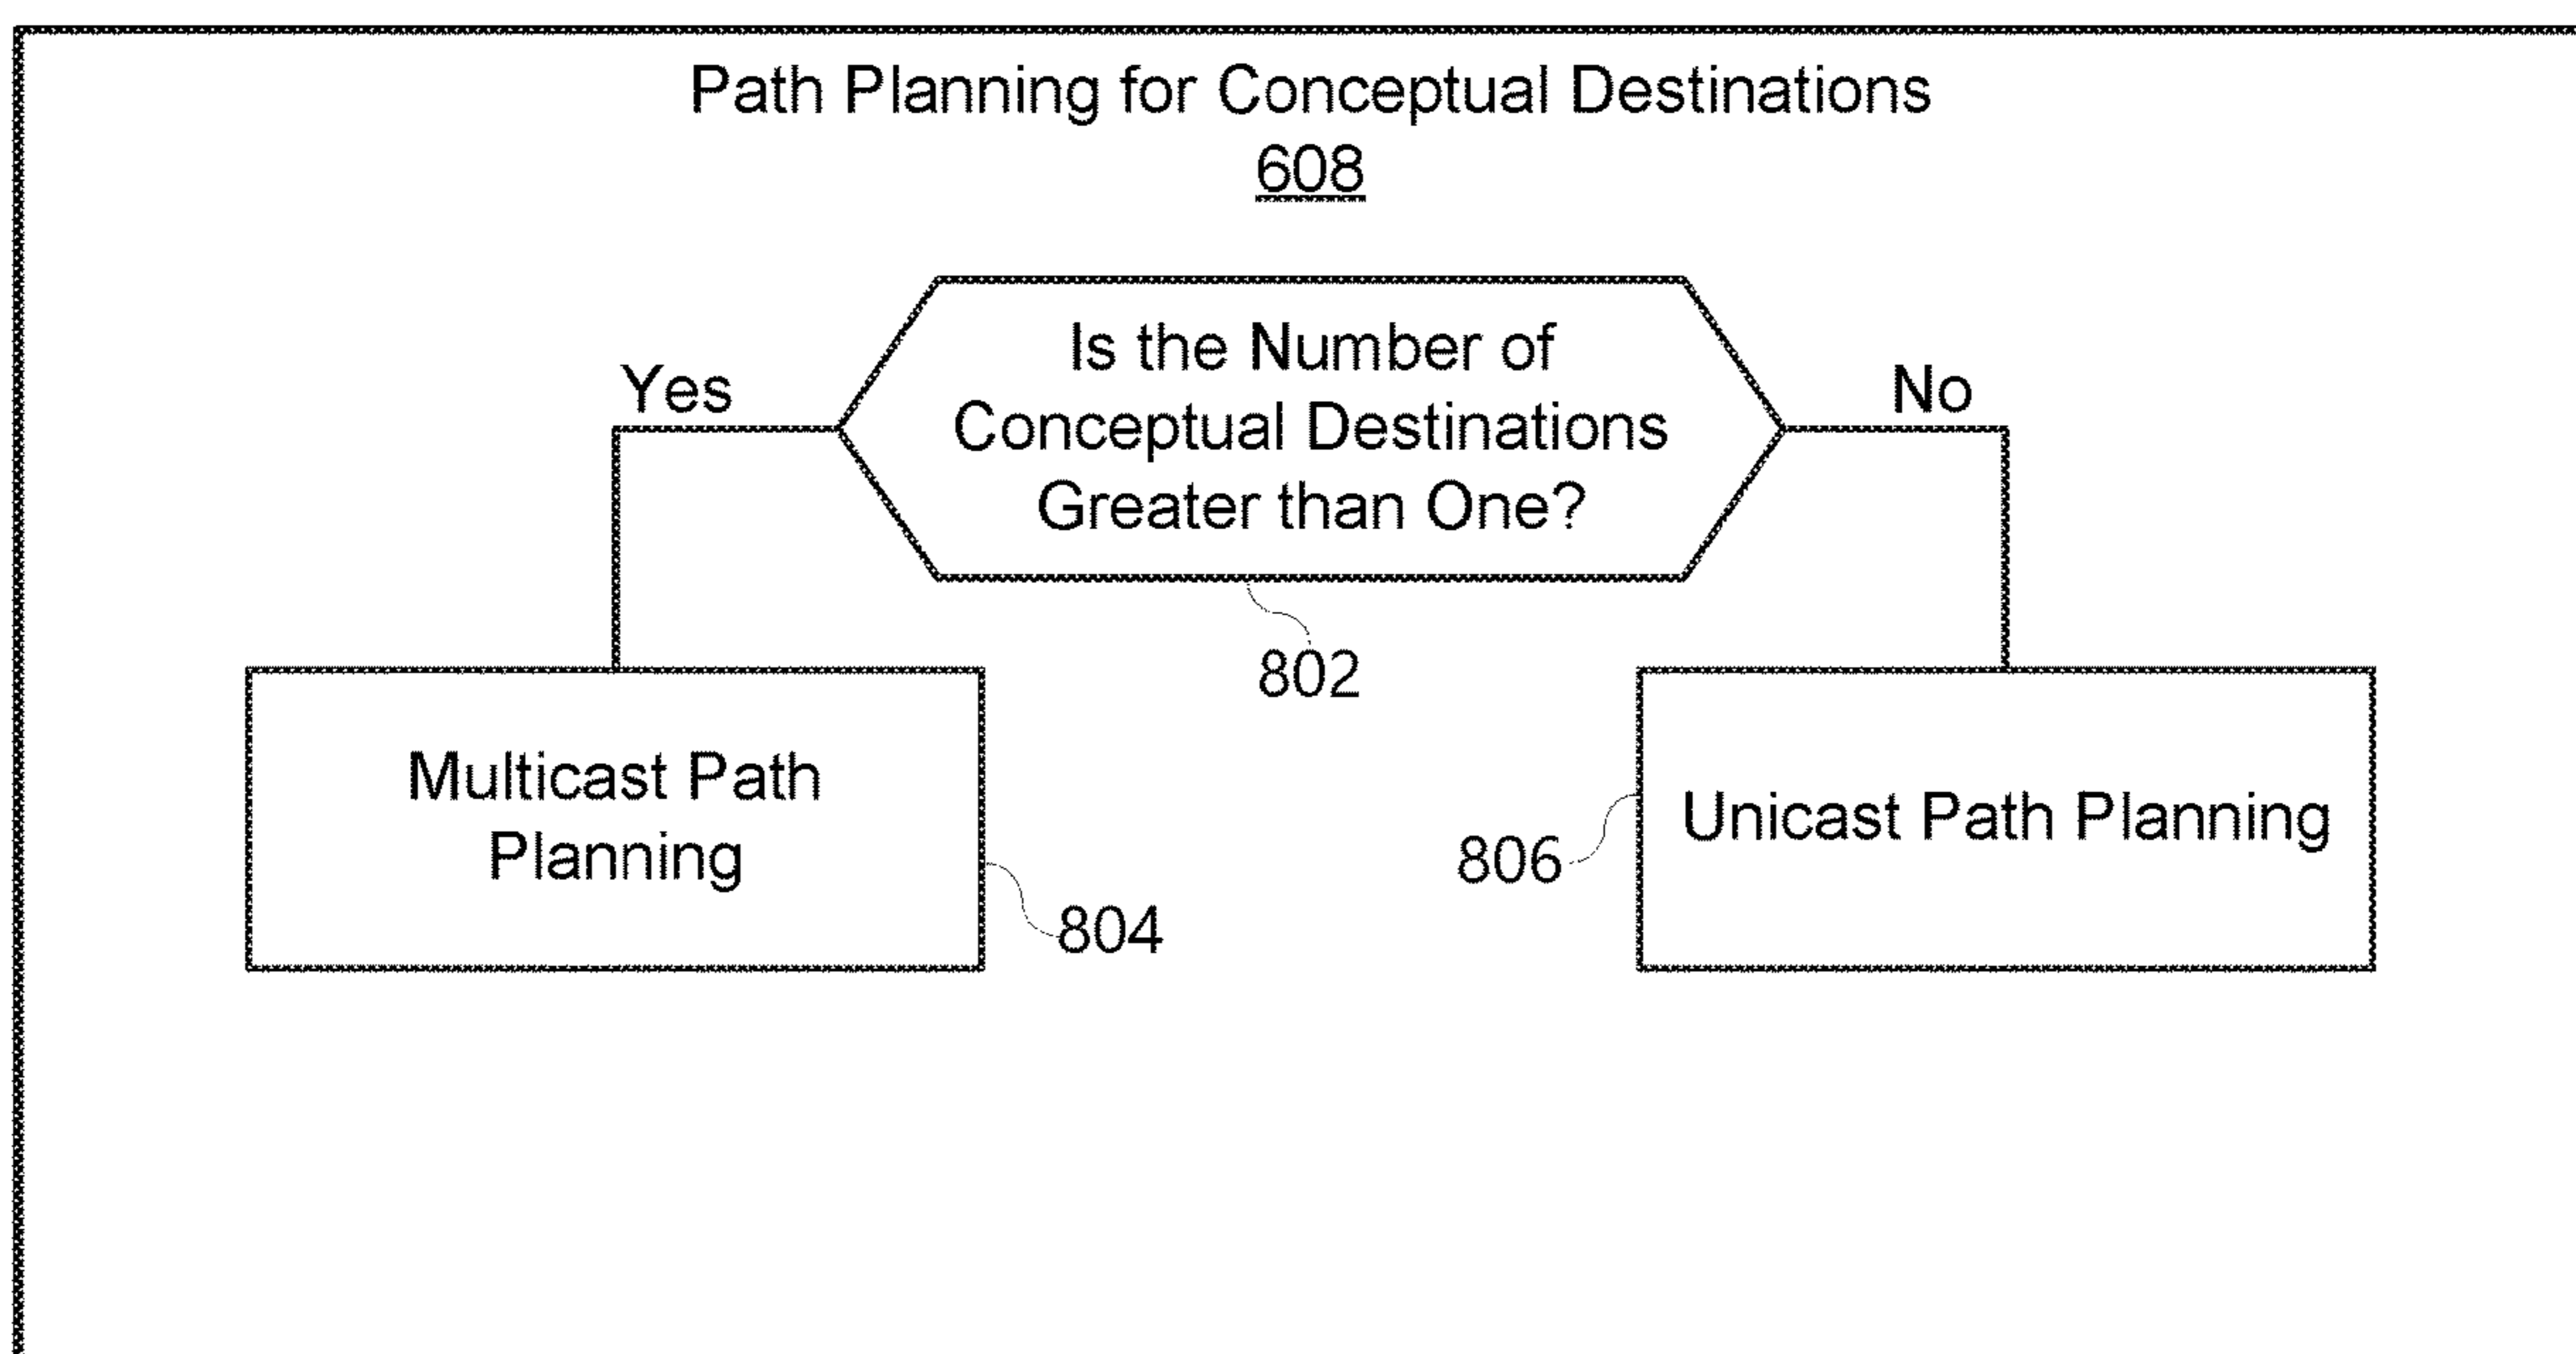 Path Planning for Conceptual Destinations
608
Is the Number of
Conceptual Destinations
Greater than One?
Yes
No
802
Multicast Path
Planning
804
Unicast Path Planning
806